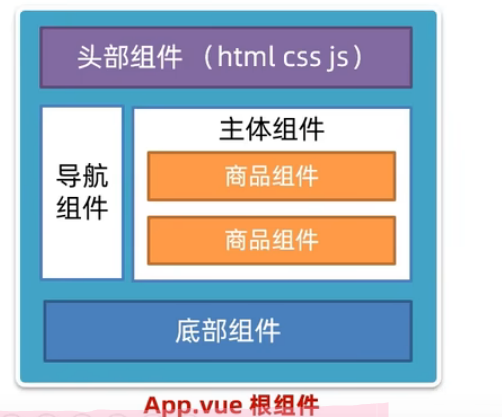 头部组件 （html css js）
导航
组件
主体组件
商品组件
商品组件
底部组件
App.vue 根组件